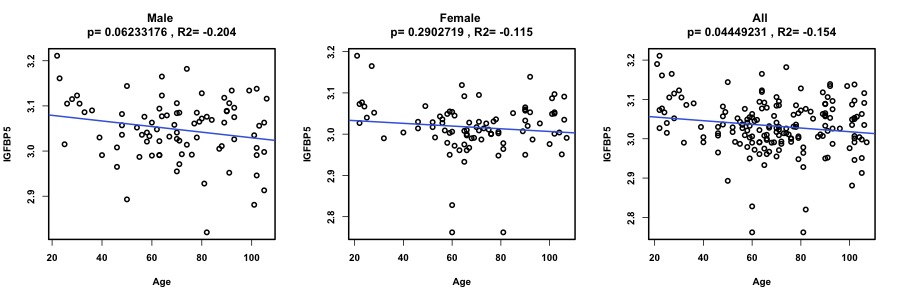 Male
p= 0.06233176 , R2= -0.204
IGFBP5
3.2
3.1
3.0
2.9
20 40 60 80 100
Age
Female
p= 0.2902719 , R2= -0.115
IGFBP5
3.2
3.1
3.0
2.9
2.8
20 40 60 80 100
Age
All
p= 0.04449231 , R2= -0.154
IGFBP5
3.2
3.1
3.0
2.9
2.8
20 40 60 80 100
Age